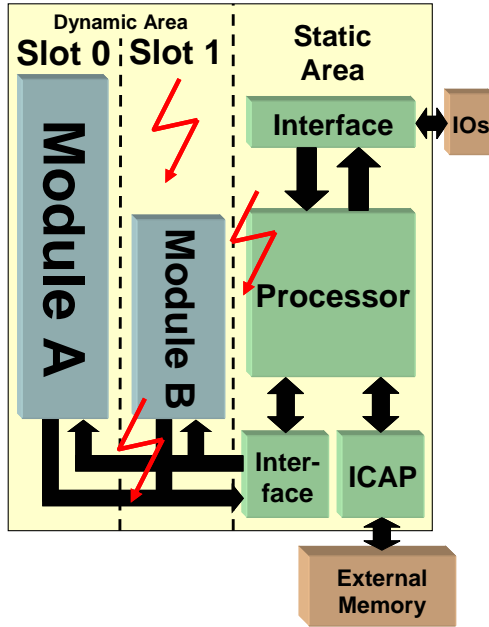 Dynamic Area
Slot 0
Slot 1
Static
Area
Module A
Module B
Interface
IOs
Processor
Inter-
face
ICAP
External
Memory